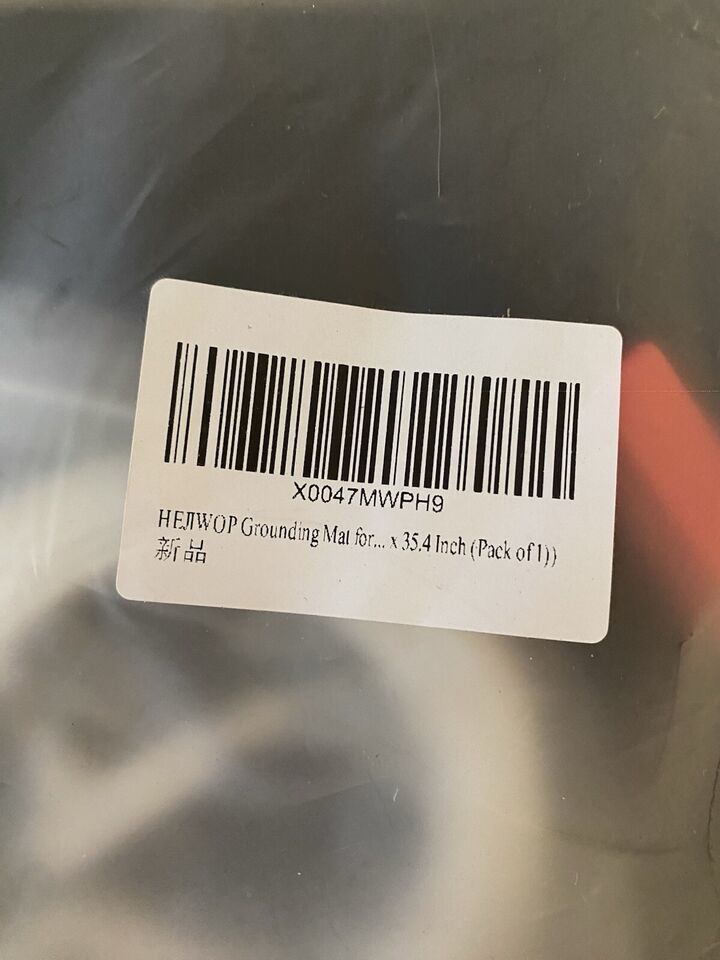 X0047MWPH9
HEJIWOP Grounding Mat for... x 35.4 Inch (Pack of 1))
新品